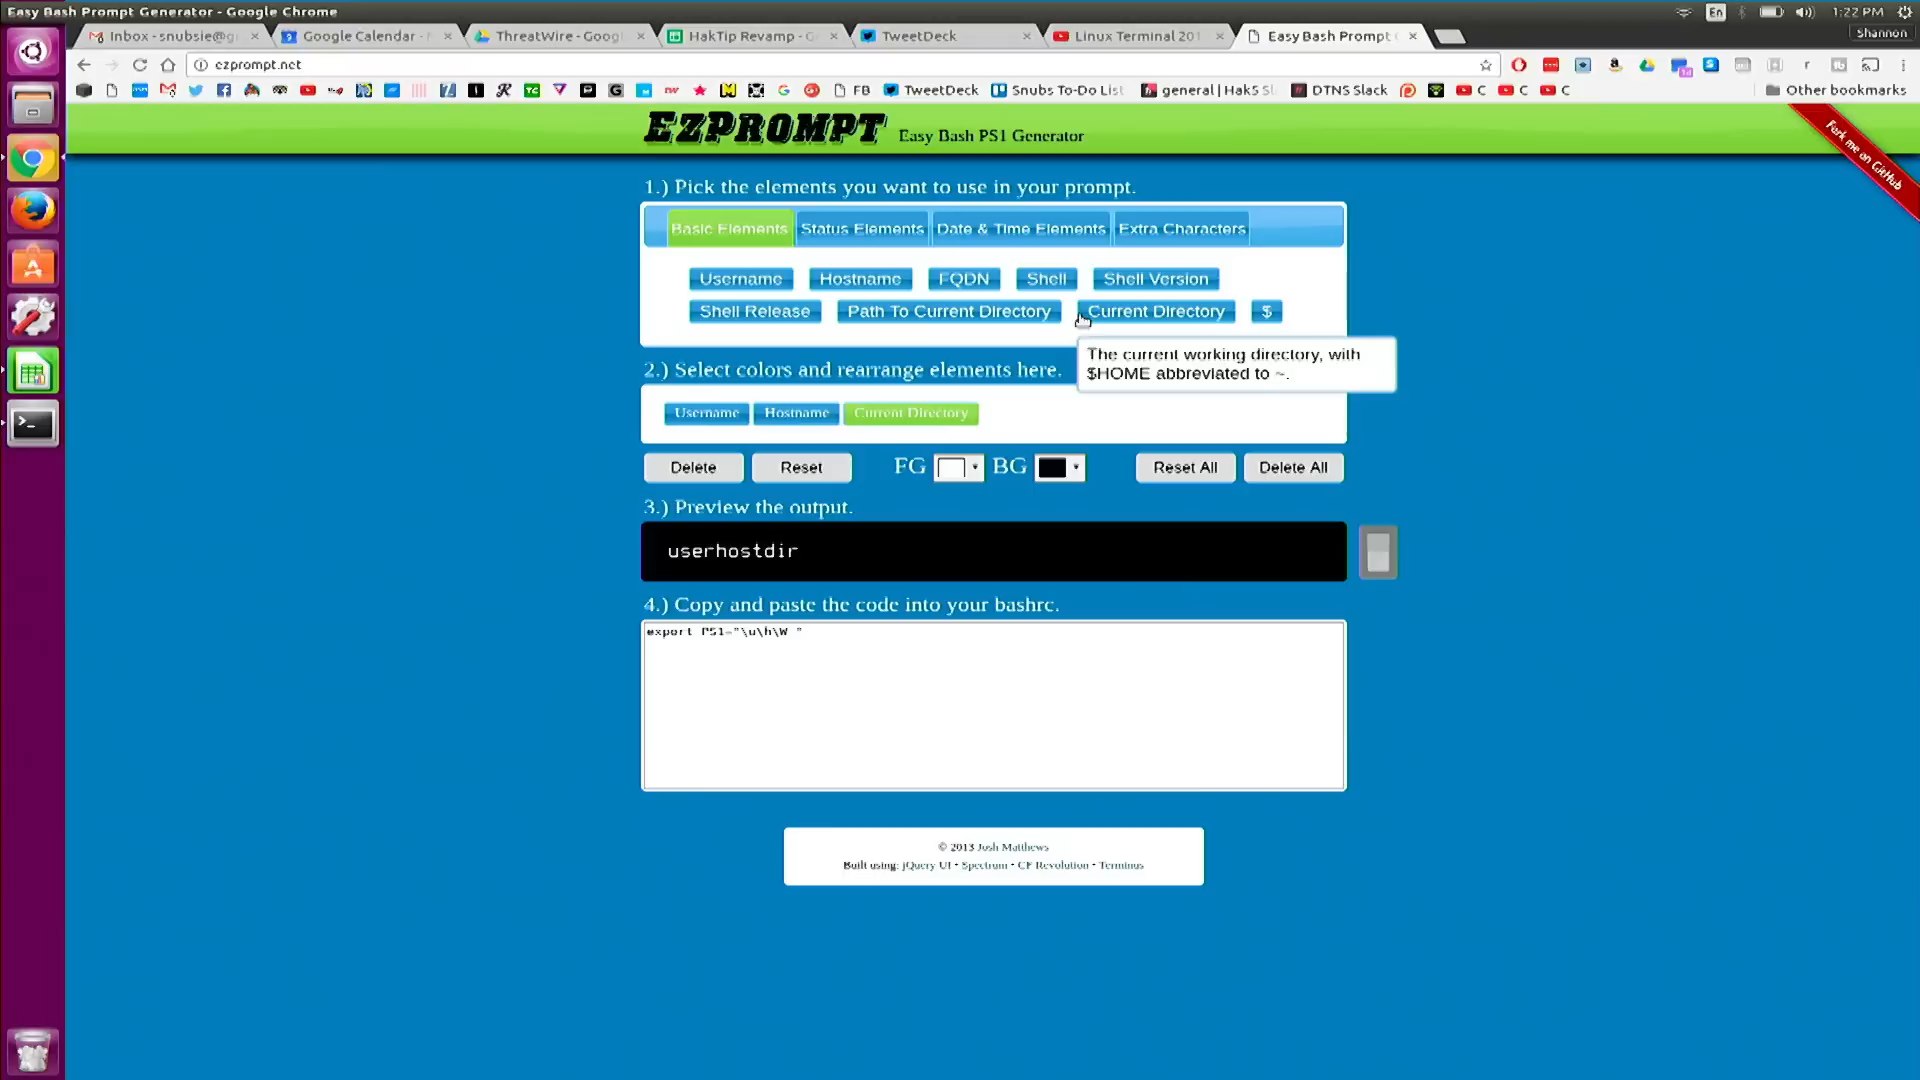 Easy Bash Prompt Generator - Google Chrome
En
1:22 PM
Inbox - snubsie@g
Google Calendar -
ThreatWire - Goog
HakTip Revamp - G
TweetDeck
Linux Terminal 201
Easy Bash Prompt
Shannon
ezprompt.net
FB
TweetDeck
Snubs To-Do List
general | Hak5 Sl
DTNS Slack
C
C
C
Other bookmarks
EZPROMPT
Easy Bash PS1 Generator
Fork me on GitHub
1.) Pick the elements you want to use in your prompt.
Basic Elements
Status Elements
Date & Time Elements
Extra Characters
Username
Hostname
FQDN
Shell
Shell Version
Shell Release
Path To Current Directory
Current Directory
$
The current working directory, with
$HOME abbreviated to ~.
2.) Select colors and rearrange elements here.
Username
Hostname
Current Directory
Delete
Reset
FG
BG
Reset All
Delete All
3.) Preview the output.
userhostdir
4.) Copy and paste the code into your bashrc.
export PS1="\u\h\W "
© 2013 Josh Matthews
Built using: jQuery UI • Spectrum • CF Revolution • Terminus